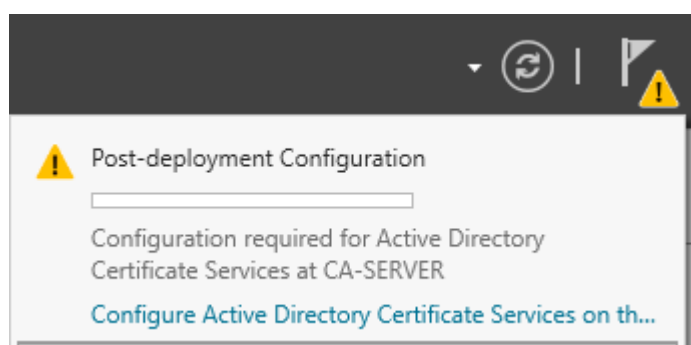 Post-deployment Configuration
Configuration required for Active Directory
Certificate Services at CA-SERVER
Configure Active Directory Certificate Services on th...